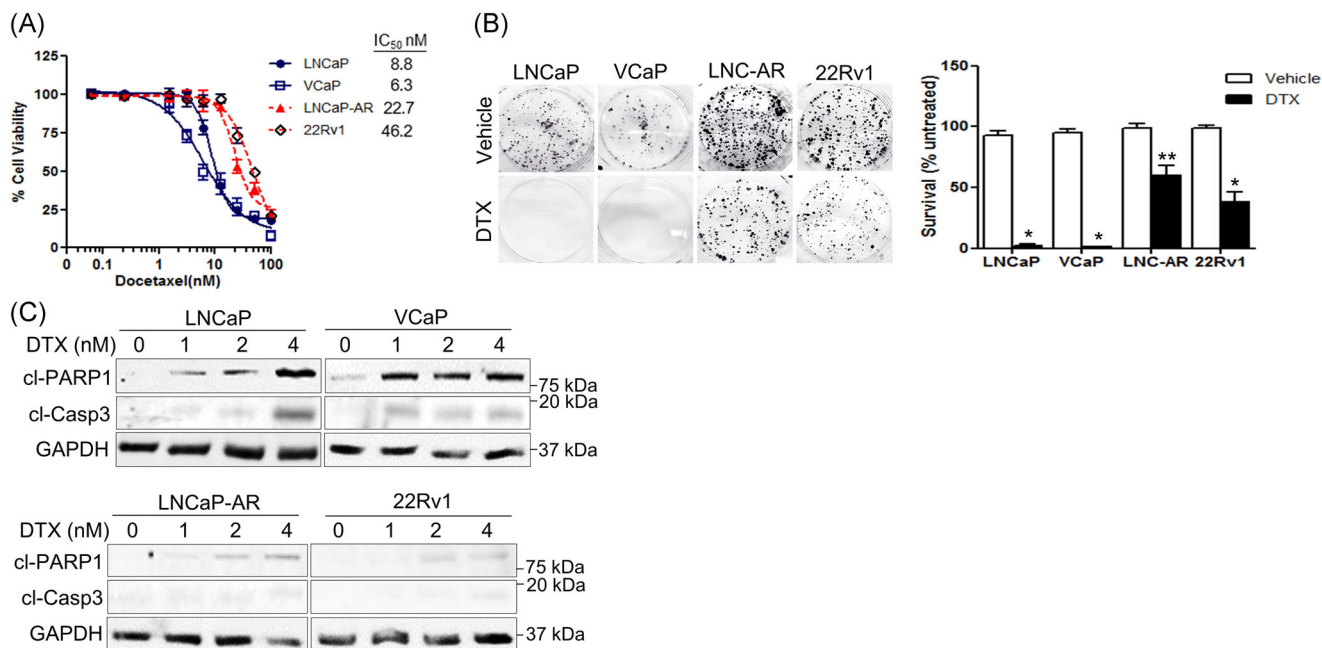 (A)
IC50 nM
LNCaP 8.8
VCaP 6.3
LNCaP-AR 22.7
22Rv1 46.2
125
100
75
50
25
0
% Cell Viability
0 0.1 1 10 100
Docetaxel(nM)
(B)
LNCaP VCaP LNC-AR 22Rv1
Vehicle
DTX
Vehicle
DTX
150
100
50
0
Survival (% untreated)
* * ** *
LNCaP VCaP LNC-AR 22Rv1
(C)
LNCaP VCaP
DTX (nM) 0 1 2 4 0 1 2 4
cl-PARP1 75 kDa
cl-Casp3 20 kDa
GAPDH 37 kDa
LNCaP-AR 22Rv1
DTX (nM) 0 1 2 4 0 1 2 4
cl-PARP1 75 kDa
cl-Casp3 20 kDa
GAPDH 37 kDa